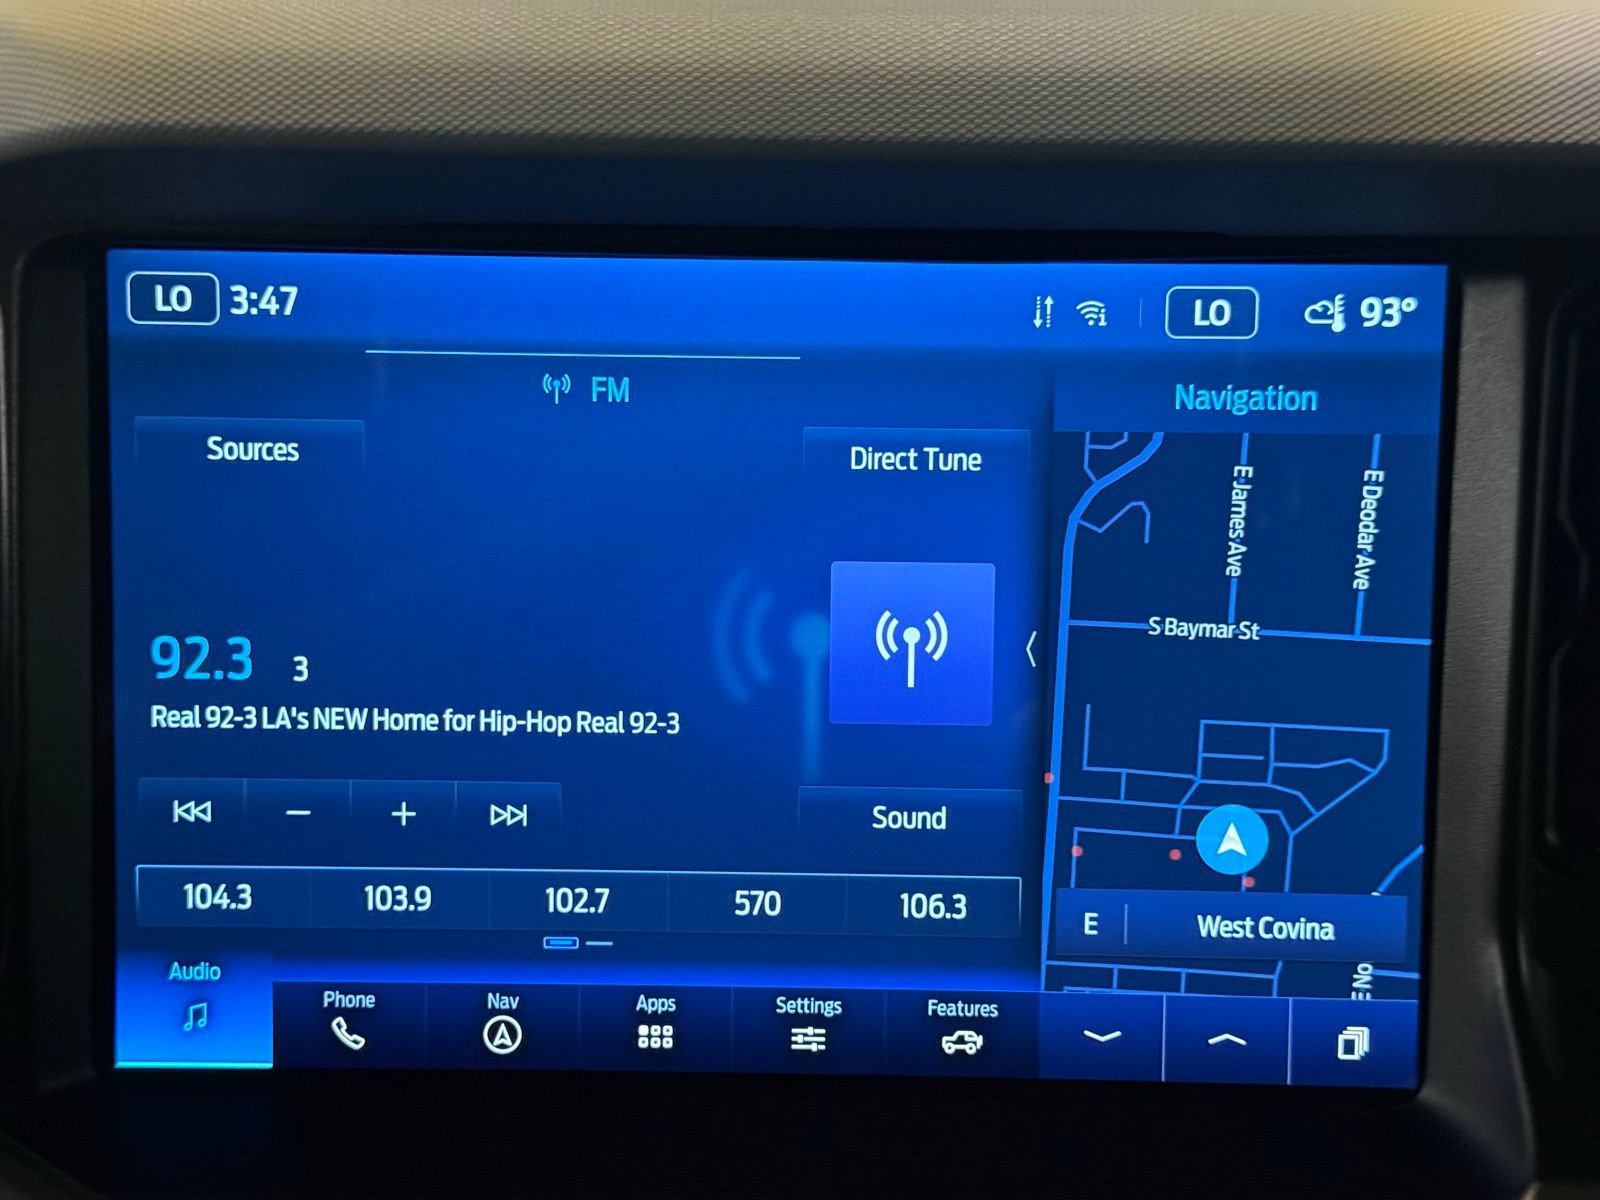 LO 3:47 LO 93°
FM
Navigation
Sources
Direct Tune
E James Ave
E Deodar Ave
S Baymar St
92.3 3
Real 92-3 LA's NEW Home for Hip-Hop Real 92-3
Sound
104.3 103.9 102.7 570 106.3
E West Covina
Audio
Phone
Nav
Apps
Settings
Features